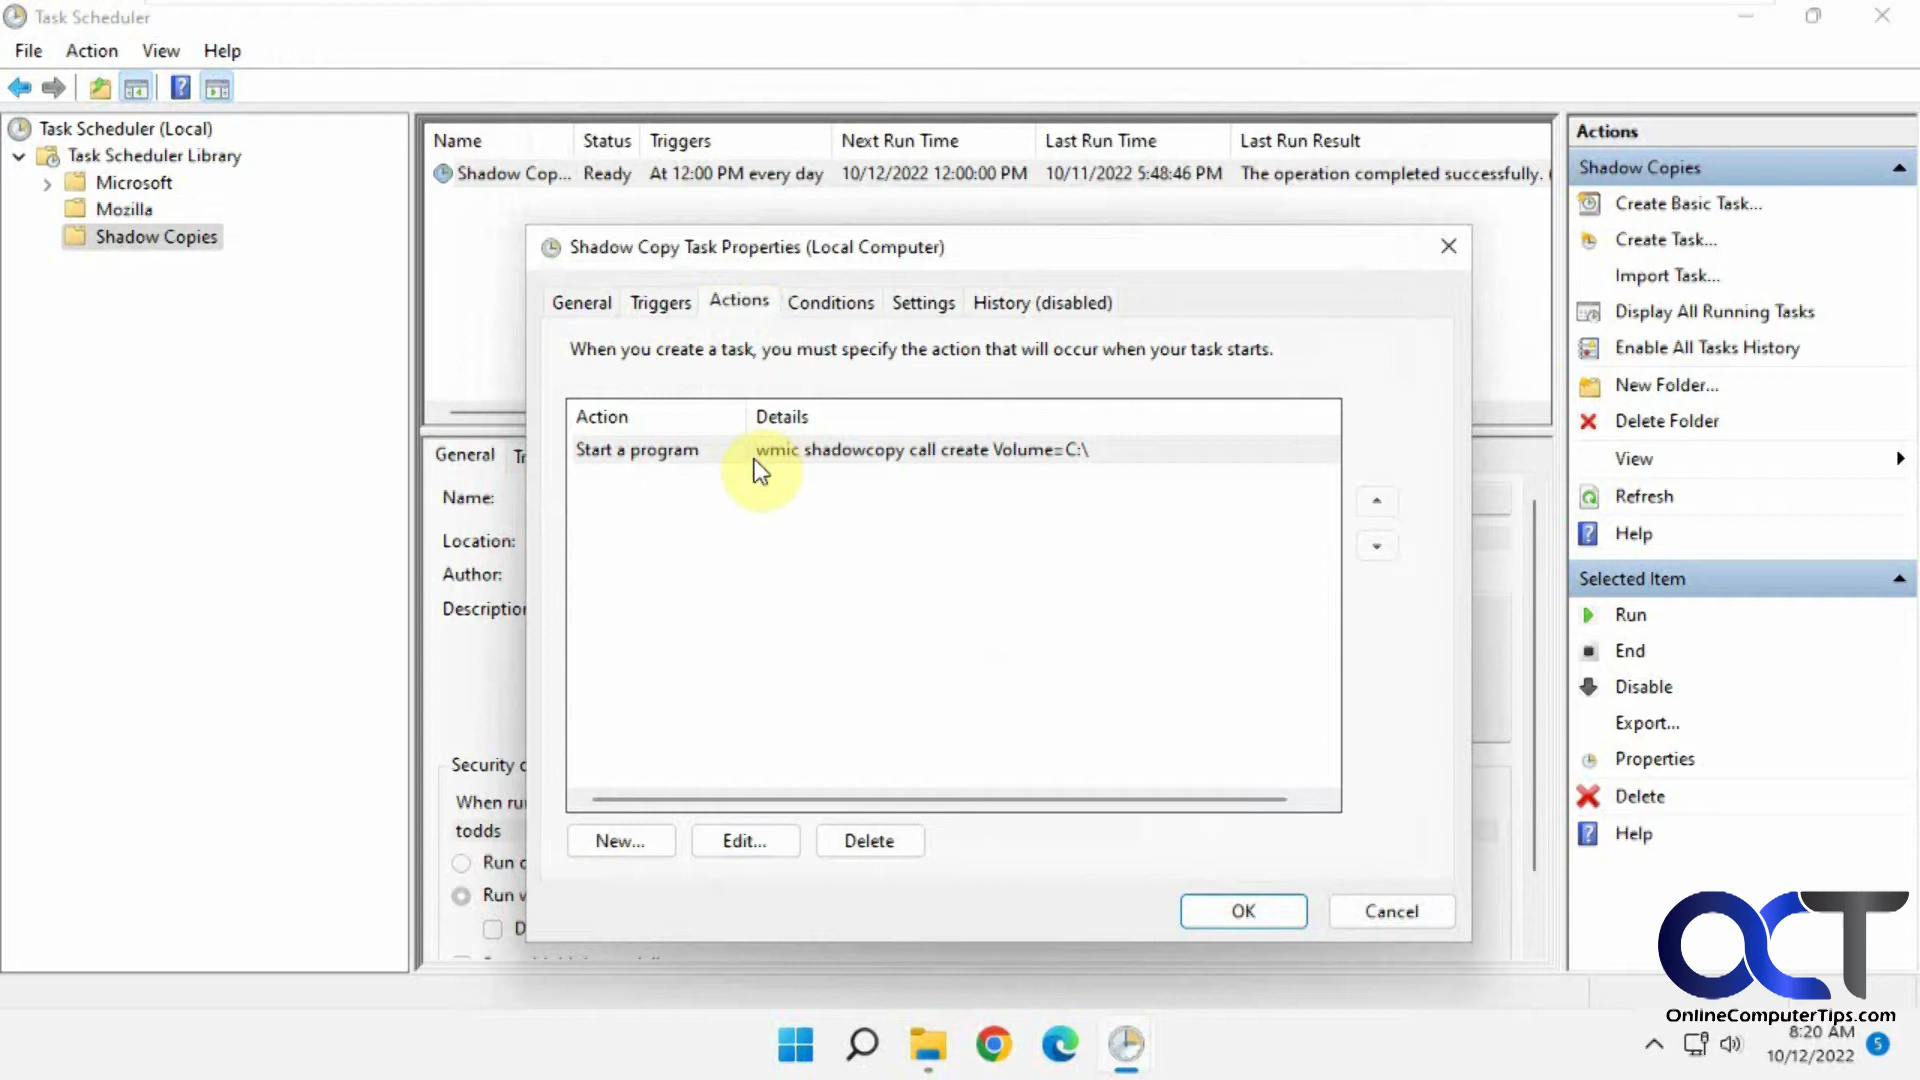 Task Scheduler
File Action View Help
Task Scheduler (Local)
Task Scheduler Library
Microsoft
Mozilla
Shadow Copies
Name Status Triggers Next Run Time Last Run Time Last Run Result
Shadow Cop... Ready At 12:00 PM every day 10/12/2022 12:00:00 PM 10/11/2022 5:48:46 PM The operation completed successfully. (
General
Name:
Location:
Author:
Security
When
todds
Run
Run
Shadow Copy Task Properties (Local Computer)
General Triggers Actions Conditions Settings History (disabled)
When you create a task, you must specify the action that will occur when your task starts.
Action Details
Start a program wmic shadowcopy call create Volume=C:\
New... Edit... Delete
OK Cancel
Actions
Shadow Copies
Create Basic Task...
Create Task...
Import Task...
Display All Running Tasks
Enable All Tasks History
New Folder...
Delete Folder
View
Refresh
Help
Selected Item
Run
End
Disable
Export...
Properties
Delete
Help
OCT
OnlineComputerTips.com
8:20 AM
10/12/2022
5